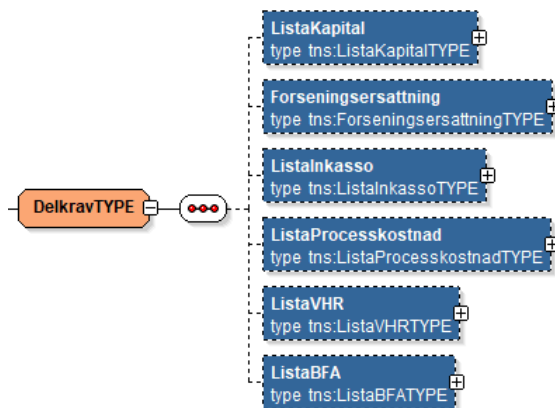 ListaKapital
type tns:ListaKapitalTYPE
Forseningsersattning
type tns:ForseningsersattningTYPE
ListaInkasso
type tns:ListaInkassoTYPE
DelkravTYPE
ListaProcesskostnad
type tns:ListaProcesskostnadTYPE
ListaVHR
type tns:ListaVHRTYPE
ListaBFA
type tns:ListaBFATYPE